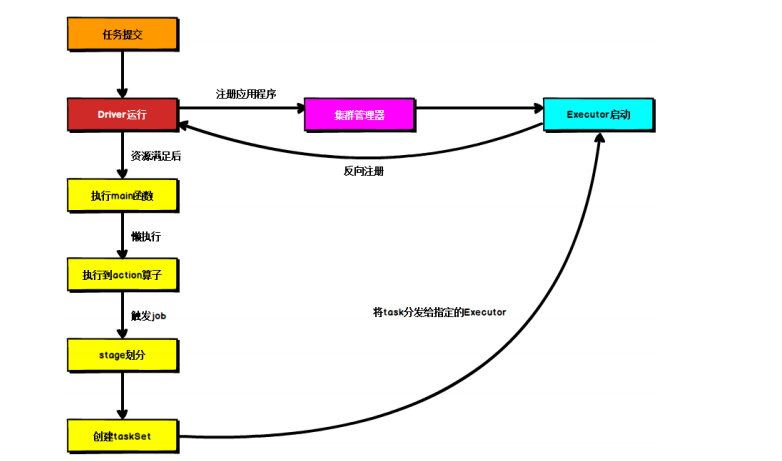 任务提交
注册应用程序
Driver运行
集群管理器
Executor启动
资源满足后
反向注册
执行main函数
懒执行
执行到action算子
触发job
将task分发给指定的Executor
stage划分
创建taskSet